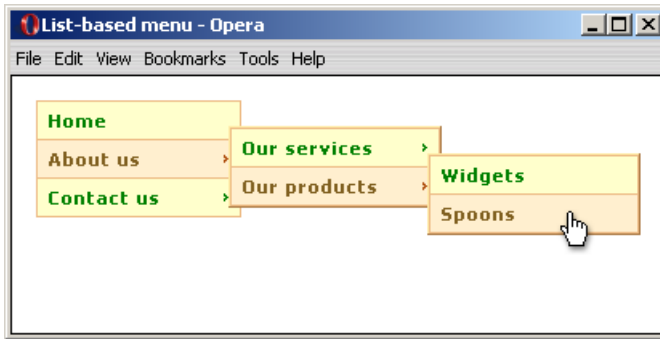 List-based menu - Opera
File Edit View Bookmarks Tools Help
Home
About us
Contact us
Our services
Our products
Widgets
Spoons